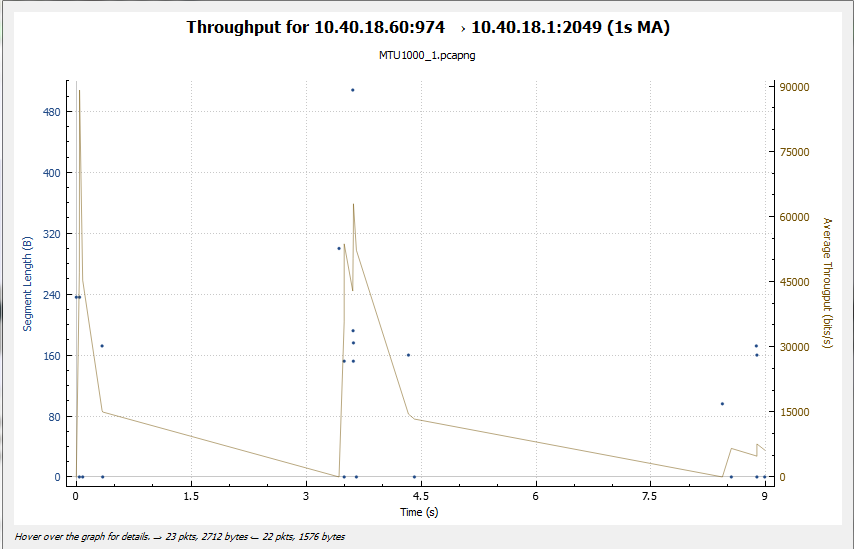 Throughput for 10.40.18.60:974 → 10.40.18.1:2049 (1s MA)
MTU1000_1.pcapng
480
400
320
240
160
80
0
Segment Length (B)
90000
75000
60000
45000
30000
15000
0
Average Througput (bits/s)
0 1.5 3 4.5 6 7.5 9
Time (s)
Hover over the graph for details. → 23 pkts, 2712 bytes ← 22 pkts, 1576 bytes